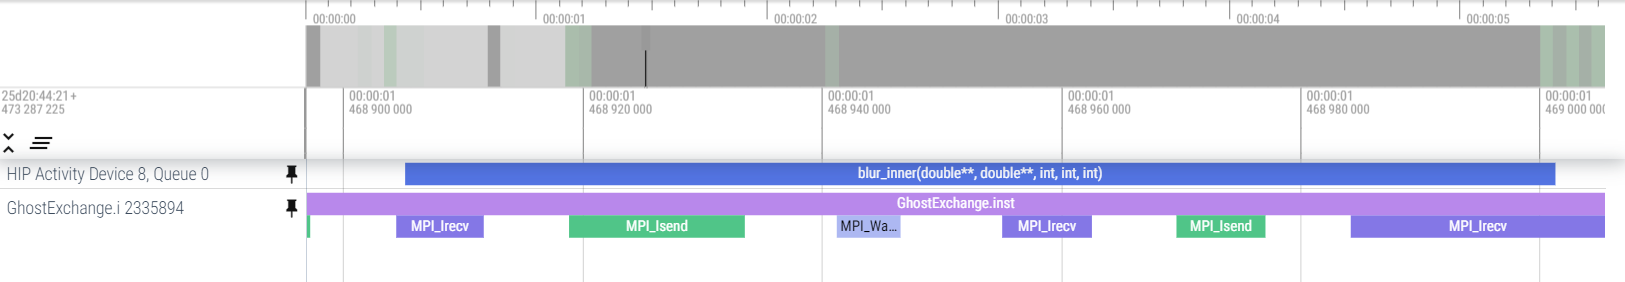 00:00:00 00:00:01 00:00:02 00:00:03 00:00:04 00:00:05
25d20:44:21+ 00:00:01 00:00:01 00:00:01 00:00:01 00:00:01 00:00:01
473 287 225 468 900 000 468 920 000 468 940 000 468 960 000 468 980 000 469 000 000
HIP Activity Device 8, Queue 0 blur_inner(double**, double**, int, int, int)
GhostExchange.i 2335894 GhostExchange.inst
MPI_Irecv MPI_Isend MPI_Wa... MPI_Irecv MPI_Isend MPI_Irecv